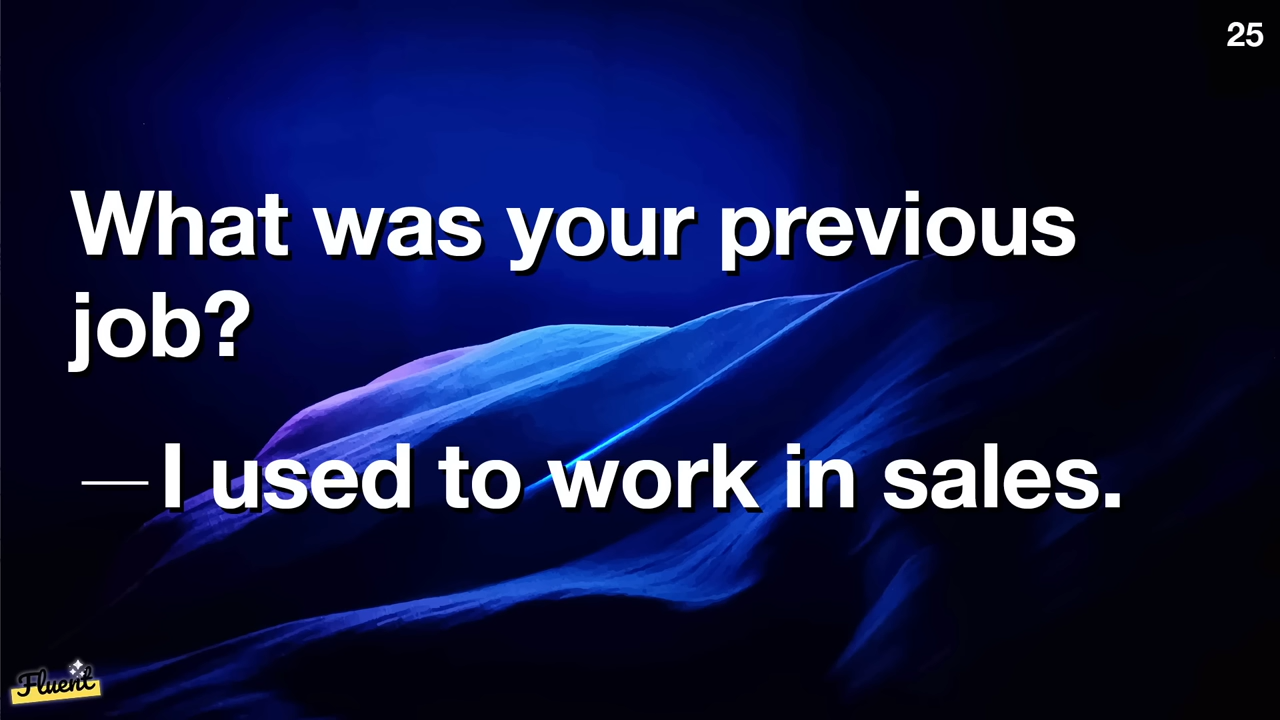 25
What was your previous
job?
— I used to work in sales.
Fluent